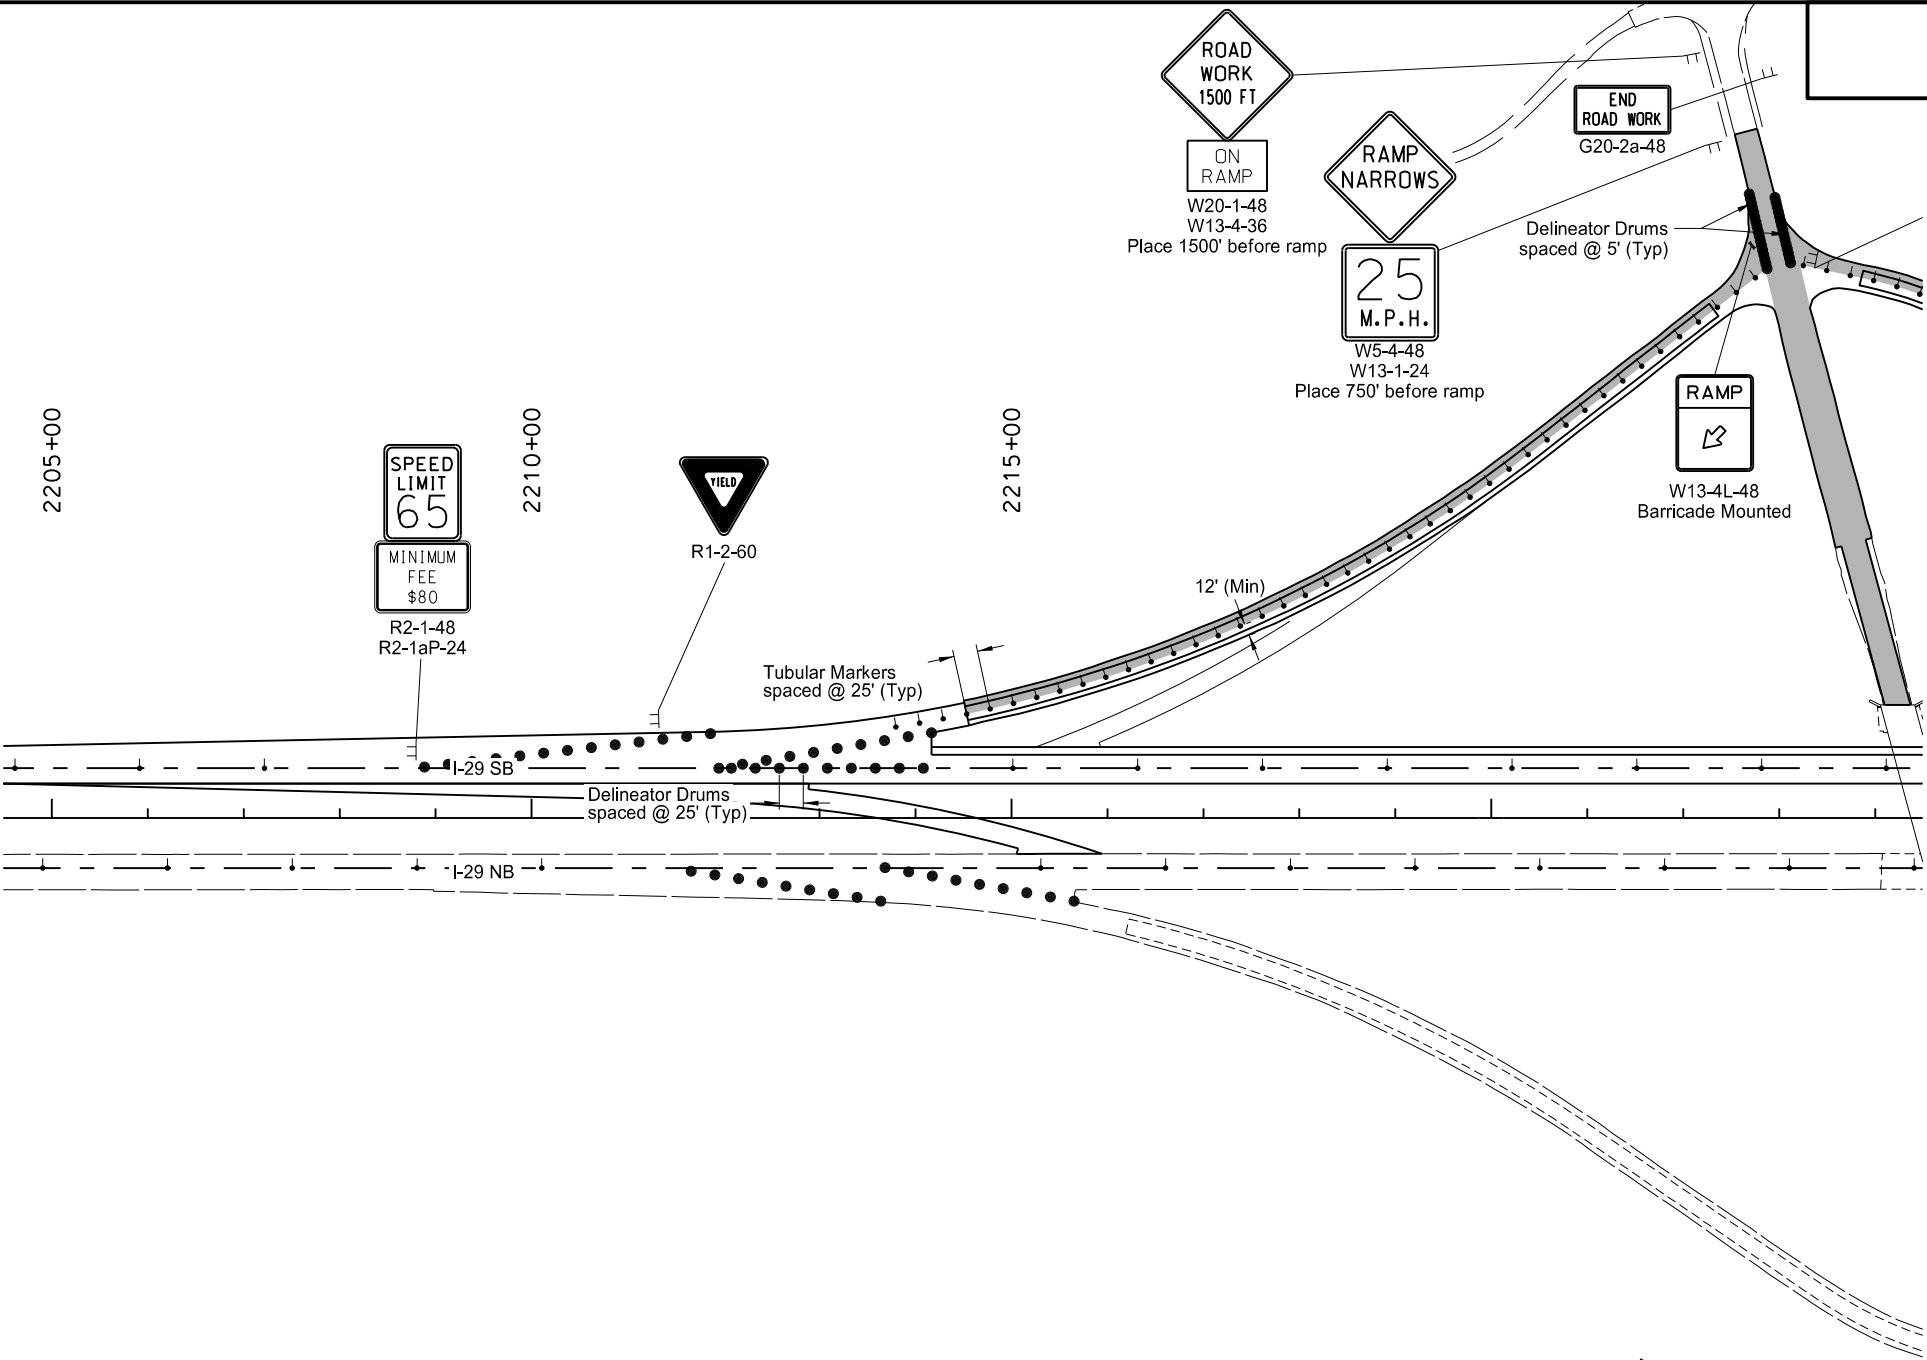 ROAD
WORK
1500 FT
ON
RAMP
W20-1-48
W13-4-36
Place 1500' before ramp
RAMP
NARROWS
25
M.P.H.
W5-4-48
W13-1-24
Place 750' before ramp
END
ROAD WORK
G20-2a-48
Delineator Drums
spaced @ 5' (Typ)
RAMP
W13-4L-48
Barricade Mounted
2205+00
2210+00
2215+00
SPEED
LIMIT
65
MINIMUM
FEE
$80
R2-1-48
R2-1aP-24
YIELD
R1-2-60
12' (Min)
Tubular Markers
spaced @ 25' (Typ)
I-29 SB
Delineator Drums
spaced @ 25' (Typ)
I-29 NB